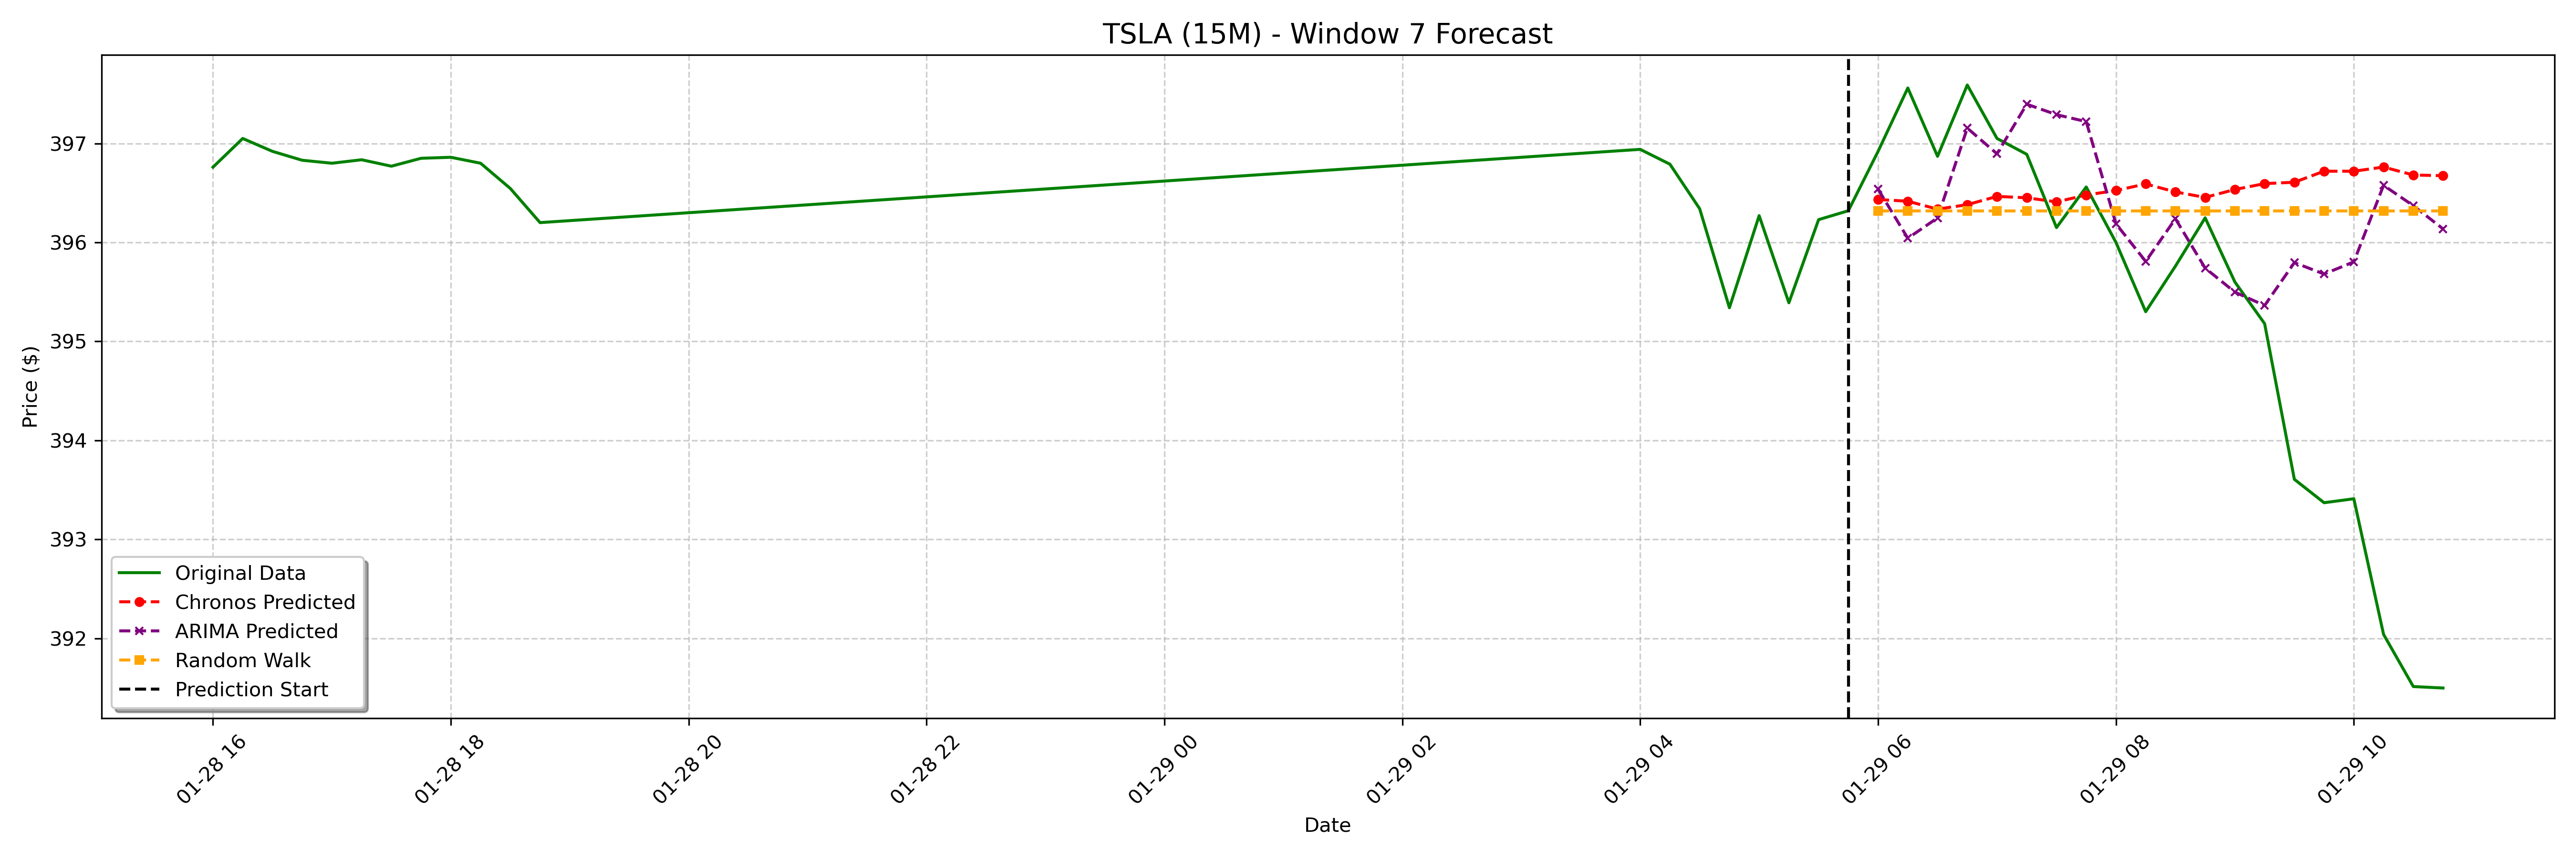 TSLA (15M) - Window 7 Forecast
Price ($)
397
396
395
394
393
392
Original Data
Chronos Predicted
ARIMA Predicted
Random Walk
Prediction Start
01-28 16
01-28 18
01-28 20
01-28 22
01-29 00
01-29 02
01-29 04
01-29 06
01-29 08
01-29 10
Date